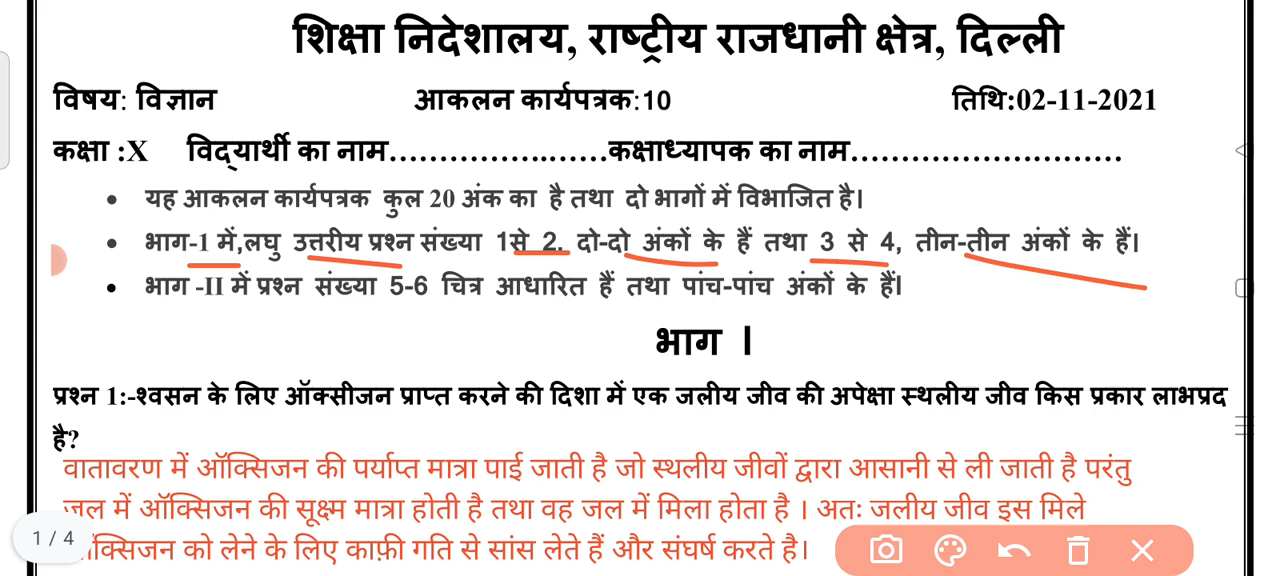 शिक्षा निदेशालय, राष्ट्रीय राजधानी क्षेत्र, दिल्ली
विषय: विज्ञान आकलन कार्यपत्रक:10 तिथि:02-11-2021
कक्षा :X विद्यार्थी का नाम........................कक्षाध्यापक का नाम..............................
• यह आकलन कार्यपत्रक कुल 20 अंक का है तथा दो भागों में विभाजित है।
• भाग-1 में,लघु उत्तरीय प्रश्न संख्या 1से 2. दो-दो अंकों के हैं तथा 3 से 4, तीन-तीन अंकों के हैं।
• भाग -II में प्रश्न संख्या 5-6 चित्र आधारित हैं तथा पांच-पांच अंकों के हैं।
भाग ।
प्रश्न 1:-श्वसन के लिए ऑक्सीजन प्राप्त करने की दिशा में एक जलीय जीव की अपेक्षा स्थलीय जीव किस प्रकार लाभप्रद
है?
वातावरण में ऑक्सिजन की पर्याप्त मात्रा पाई जाती है जो स्थलीय जीवों द्वारा आसानी से ली जाती है परंतु
जल में ऑक्सिजन की सूक्ष्म मात्रा होती है तथा वह जल में मिला होता है । अतः जलीय जीव इस मिले
को लेने के लिए काफ़ी गति से सांस लेते हैं और संघर्ष करते है।
1 / 4